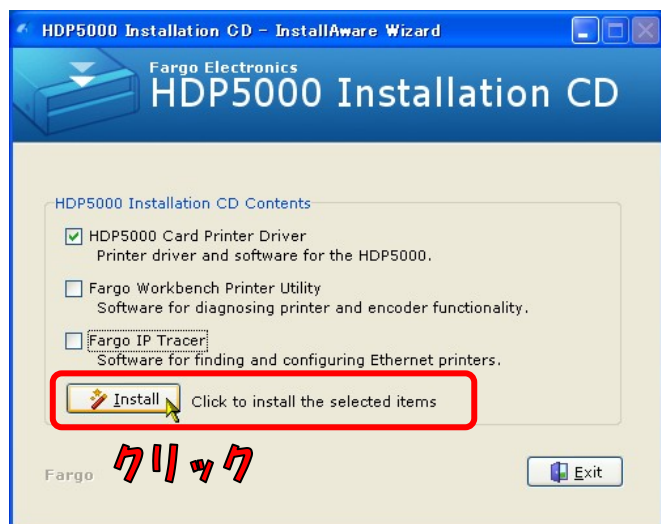 HDP5000 Installation CD - InstallAware Wizard
Fargo Electronics
HDP5000 Installation CD
HDP5000 Installation CD Contents
HDP5000 Card Printer Driver
Printer driver and software for the HDP5000.
Fargo Workbench Printer Utility
Software for diagnosing printer and encoder functionality.
Fargo IP Tracer
Software for finding and configuring Ethernet printers.
Install Click to install the selected items
クリック
Fargo
Exit